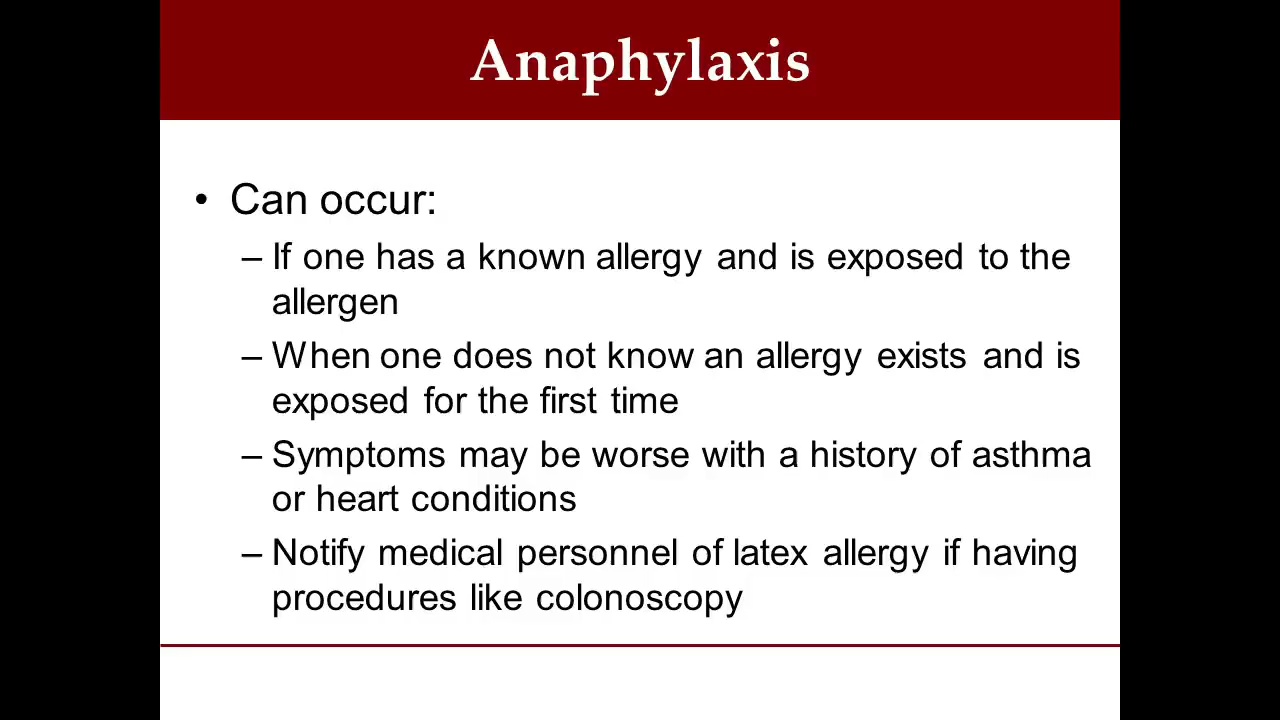 Anaphylaxis
• Can occur:
– If one has a known allergy and is exposed to the
allergen
– When one does not know an allergy exists and is
exposed for the first time
– Symptoms may be worse with a history of asthma
or heart conditions
– Notify medical personnel of latex allergy if having
procedures like colonoscopy